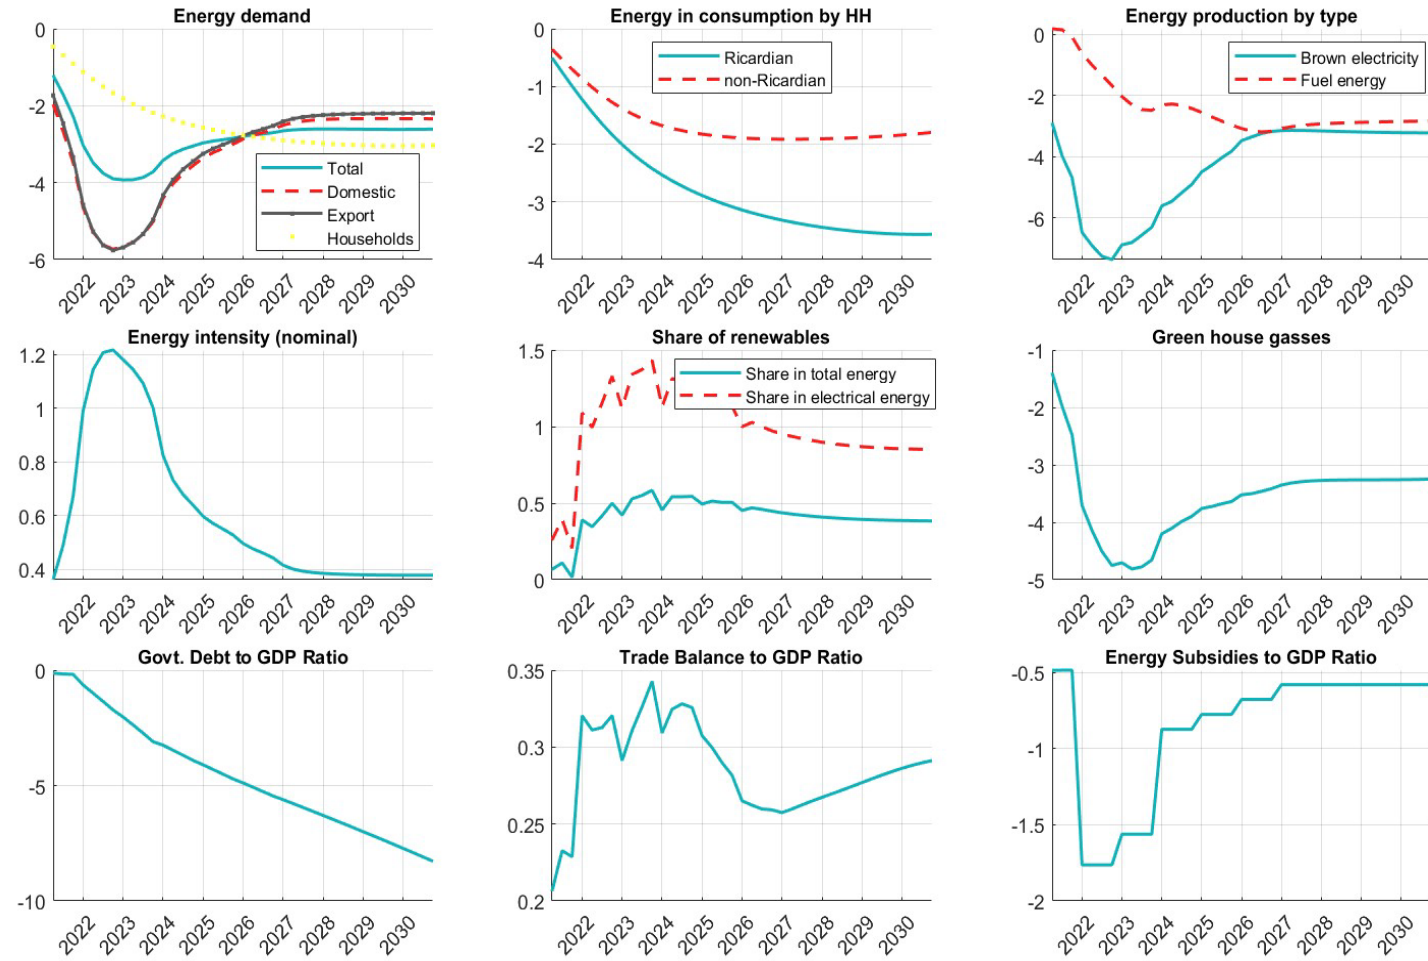 Energy demand
0
-2
-4
-6
Total
Domestic
Export
Households
2022 2023 2024 2025 2026 2027 2028 2029 2030
Energy in consumption by HH
0
-1
-2
-3
-4
Ricardian
non-Ricardian
2022 2023 2024 2025 2026 2027 2028 2029 2030
Energy production by type
0
-2
-4
-6
Brown electricity
Fuel energy
2022 2023 2024 2025 2026 2027 2028 2029 2030
Energy intensity (nominal)
1.2
1
0.8
0.6
0.4
2022 2023 2024 2025 2026 2027 2028 2029 2030
Share of renewables
1.5
1
0.5
0
Share in total energy
Share in electrical energy
2022 2023 2024 2025 2026 2027 2028 2029 2030
Green house gasses
-1
-2
-3
-4
-5
2022 2023 2024 2025 2026 2027 2028 2029 2030
Govt. Debt to GDP Ratio
0
-5
-10
2022 2023 2024 2025 2026 2027 2028 2029 2030
Trade Balance to GDP Ratio
0.35
0.3
0.25
0.2
2022 2023 2024 2025 2026 2027 2028 2029 2030
Energy Subsidies to GDP Ratio
-0.5
-1
-1.5
-2
2022 2023 2024 2025 2026 2027 2028 2029 2030